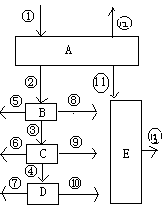 ① ⑫
A
② ⑪
⑤ B ⑧
③
⑥ C ⑨
④ E ⑬
⑦ D ⑩